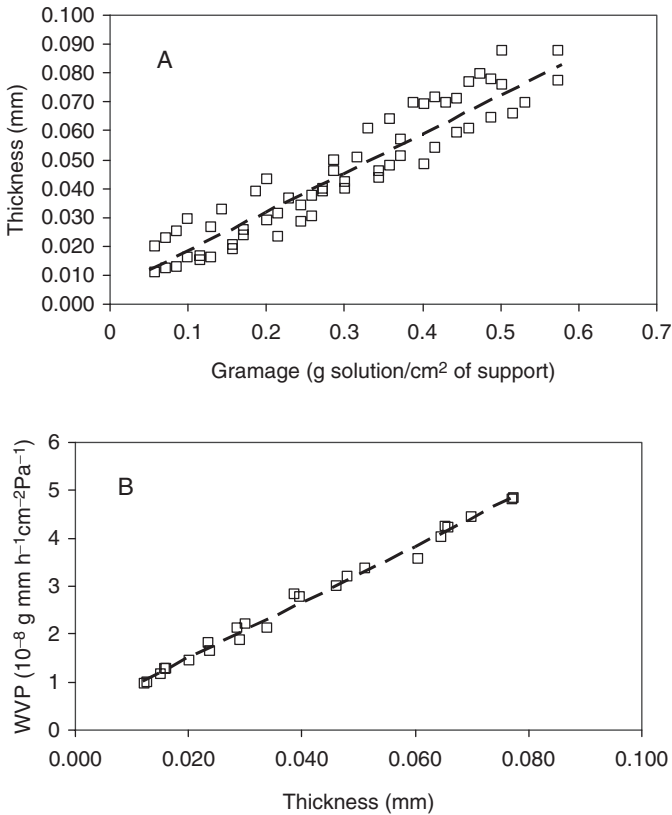 0.100
0.090
0.080
0.070
0.060
0.050
0.040
0.030
0.020
0.010
0.000
Thickness (mm)
A
0 0.1 0.2 0.3 0.4 0.5 0.6 0.7
Gramage (g solution/cm² of support)
6
5
4
3
2
1
0
WVP (10⁻⁸ g mm h⁻¹cm⁻²Pa⁻¹)
B
0.000 0.020 0.040 0.060 0.080 0.100
Thickness (mm)